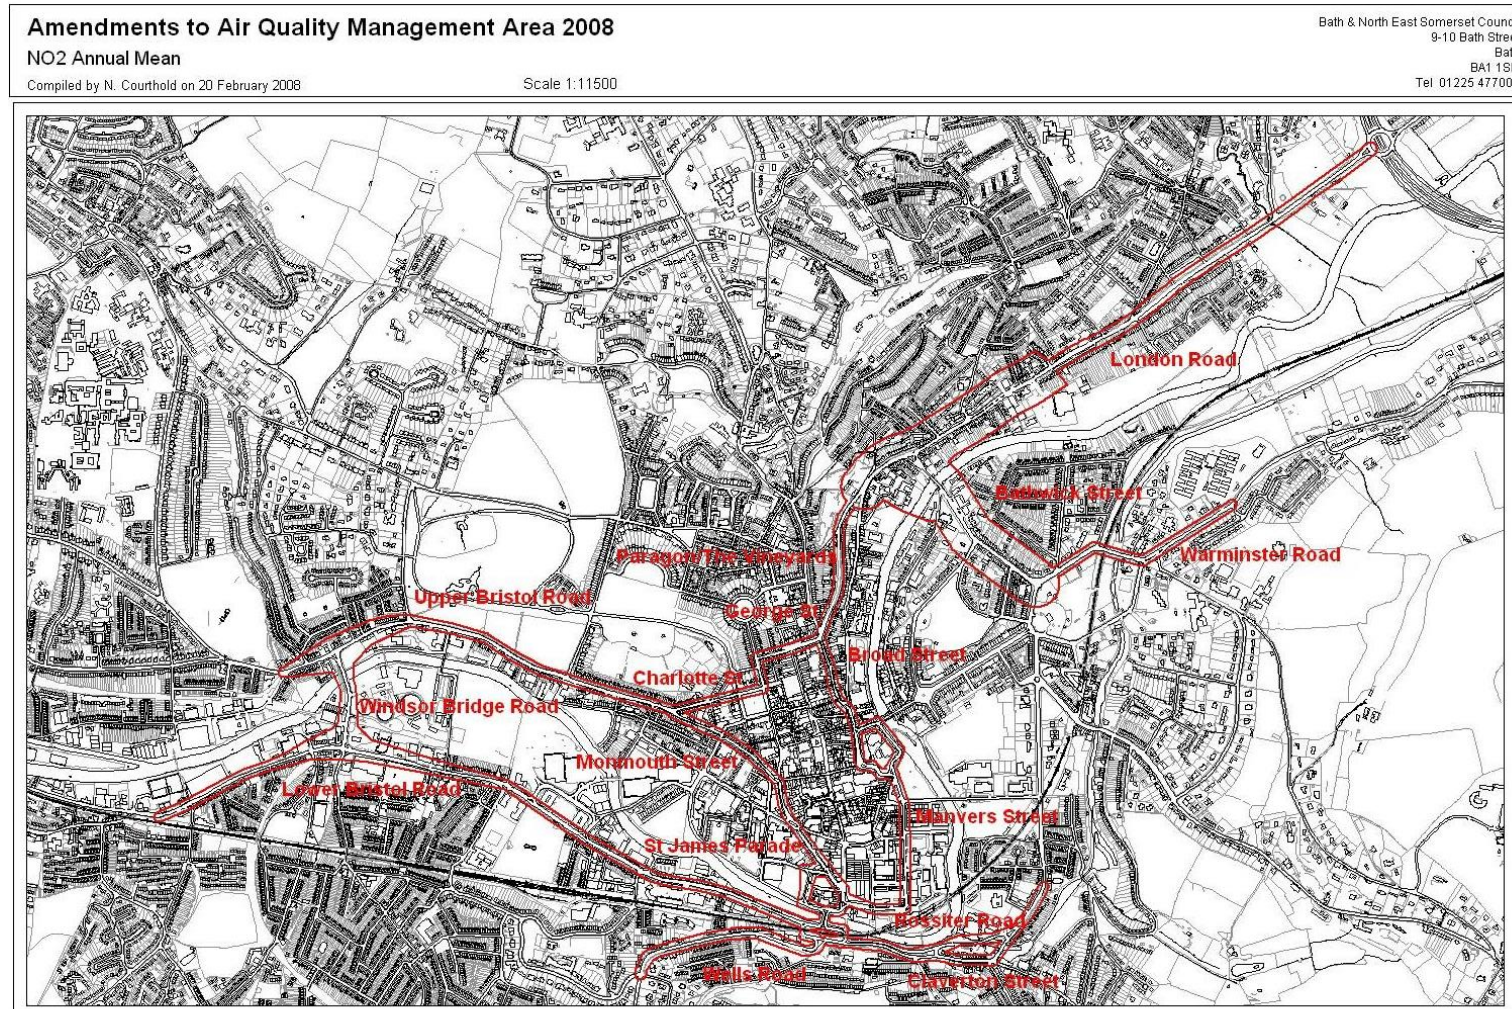 Amendments to Air Quality Management Area 2008
NO2 Annual Mean
Compiled by N. Courthold on 20 February 2008
Scale 1:11500
Bath & North East Somerset Counc
9-10 Bath Stree
Bat
BA1 1S
Tel 01225 47700
London Road
Bathwick Street
Warminster Road
Paragon/The Vineyards
Upper Bristol Road
George St
Broad Street
Charlotte St
Windsor Bridge Road
Monmouth Street
Lower Bristol Road
Manvers Street
St James Parade
Rossiter Road
Wells Road
Claverton Street